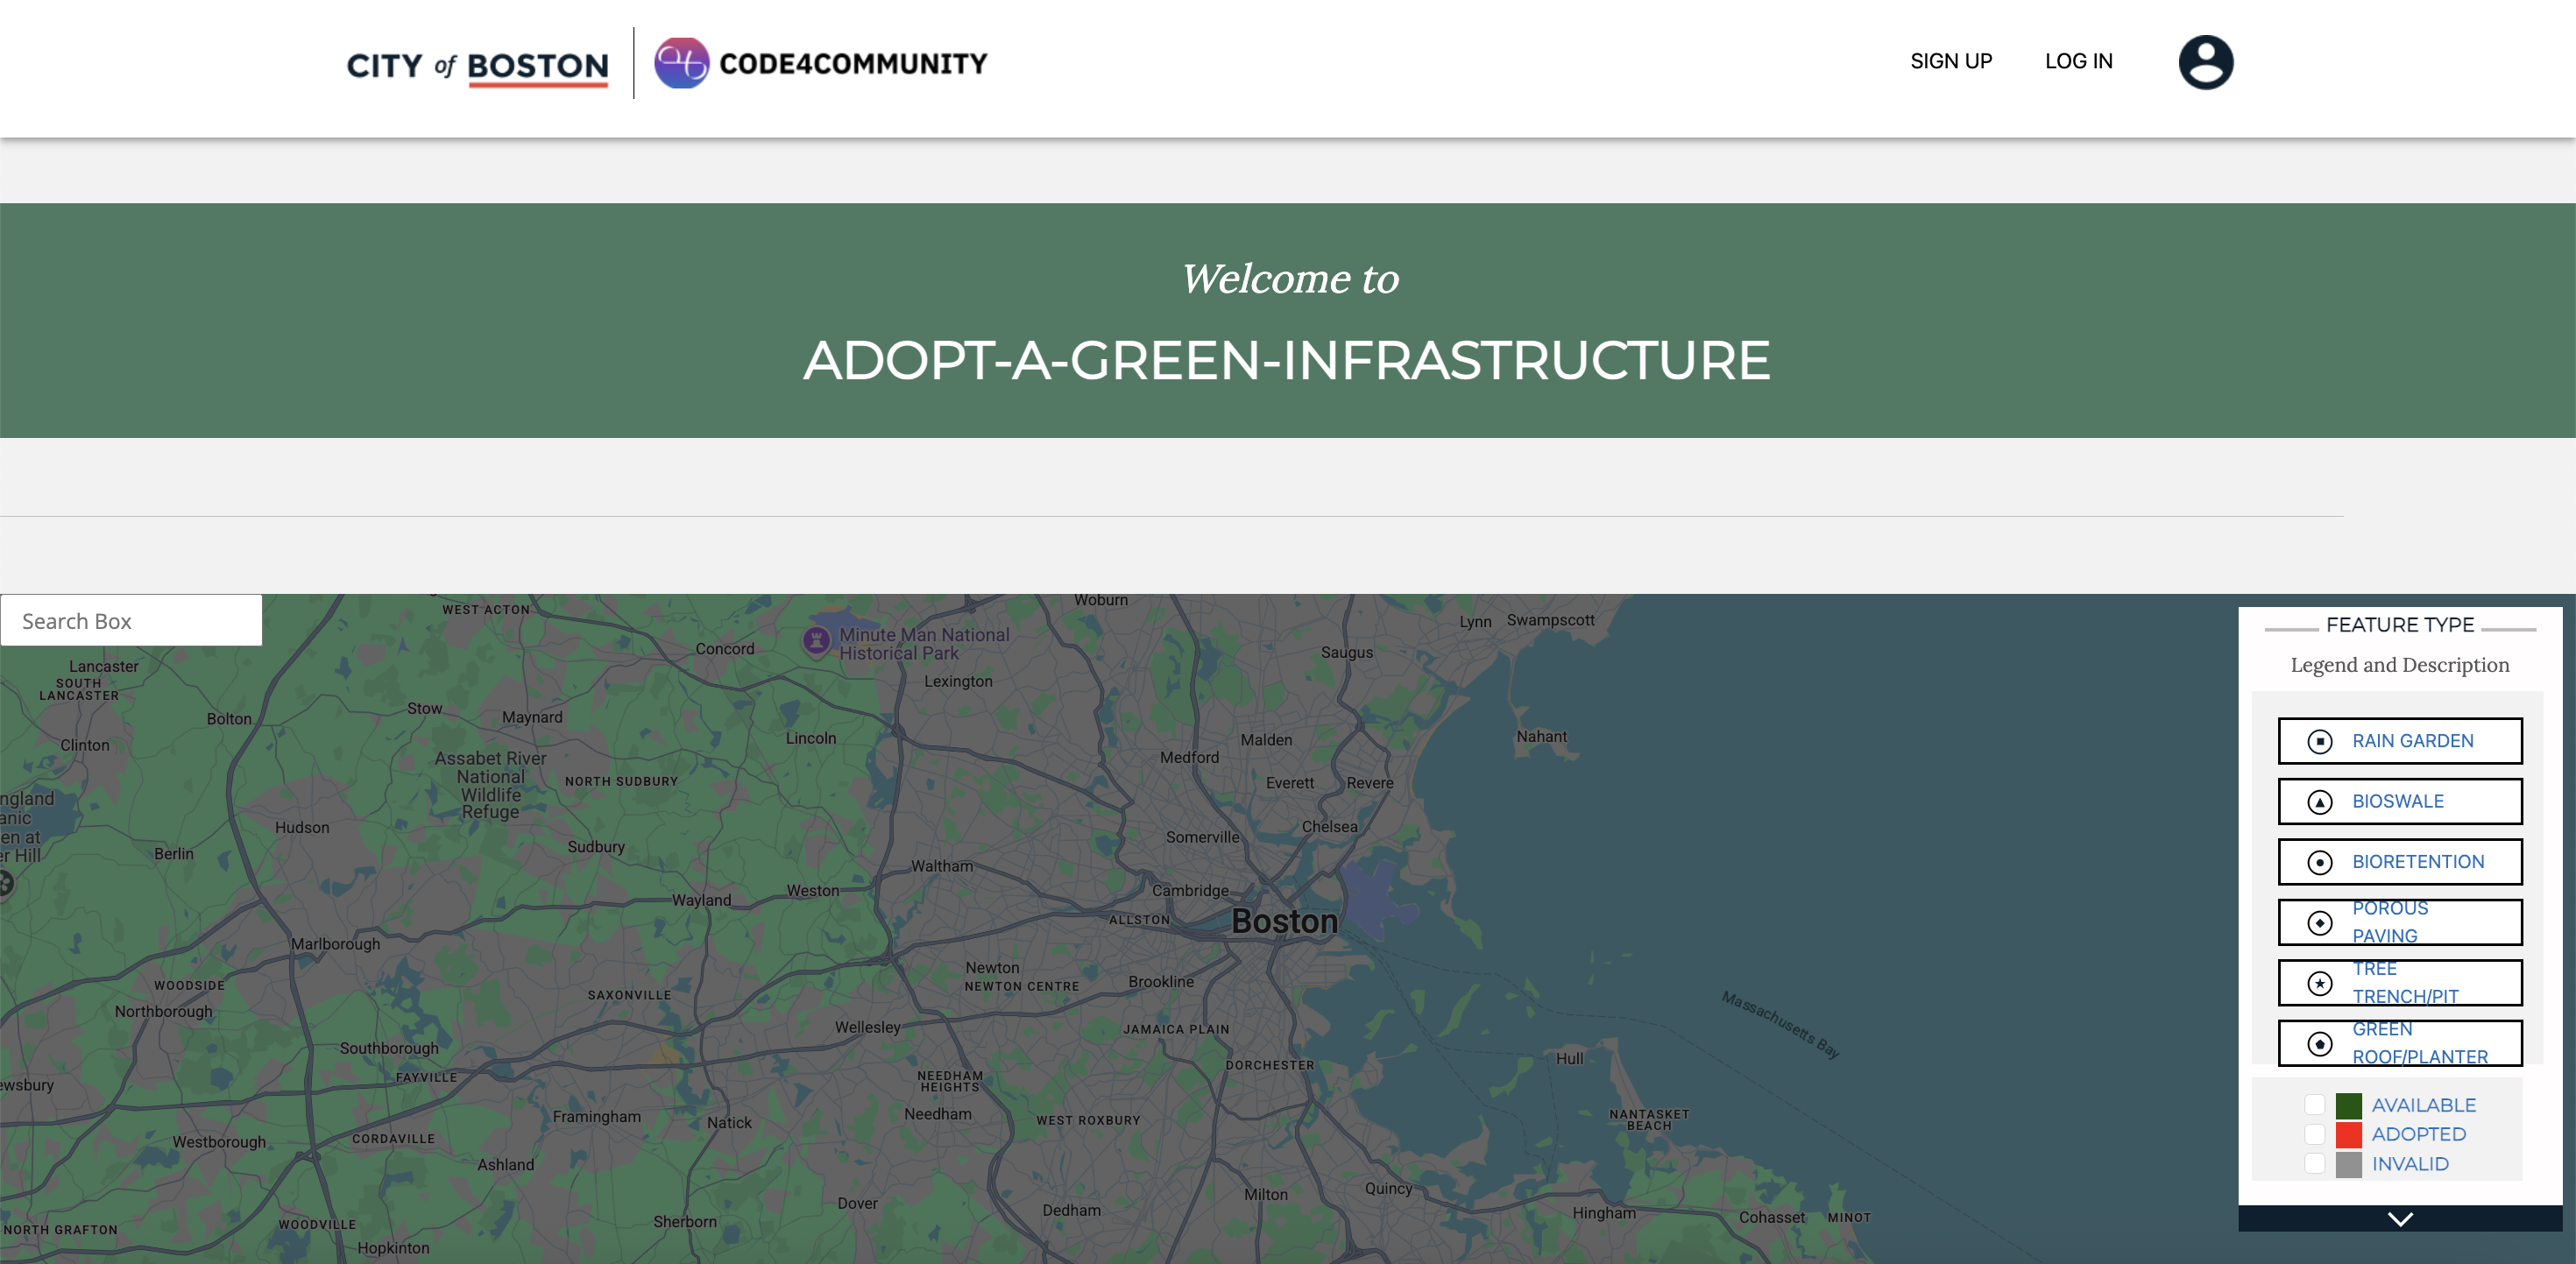 CITY of BOSTON
CODE4COMMUNITY
SIGN UP
LOG IN
Welcome to
ADOPT-A-GREEN-INFRASTRUCTURE
Search Box
WEST ACTON
Woburn
Lynn
Swampscott
Minute Man National
Historical Park
Concord
Saugus
Lancaster
SOUTH
LANCASTER
Lexington
Stow
Maynard
Bolton
Lincoln
Nahant
Malden
Clinton
Medford
Assabet River
National
Wildlife
Refuge
NORTH SUDBURY
Everett
Revere
ngland
anic
en at
er Hill
Hudson
Chelsea
Somerville
Sudbury
Berlin
Waltham
Weston
Cambridge
Wayland
ALLSTON
Boston
Marlborough
Newton
NEWTON CENTRE
Brookline
WOODSIDE
Northborough
SAXONVILLE
Massachusetts Bay
Wellesley
JAMAICA PLAIN
Southborough
Hull
DORCHESTER
FAYVILLE
NEEDHAM
HEIGHTS
ewsbury
Framingham
Needham
NANTASKET
BEACH
Natick
WEST ROXBURY
Westborough
CORDAVILLE
Ashland
Quincy
Milton
Dover
Dedham
Hingham
Cohasset
MINOT
Sherborn
WOODVILLE
NORTH GRAFTON
Hopkinton
FEATURE TYPE
Legend and Description
RAIN GARDEN
BIOSWALE
BIORETENTION
POROUS
PAVING
TREE
TRENCH/PIT
GREEN
ROOF/PLANTER
AVAILABLE
ADOPTED
INVALID